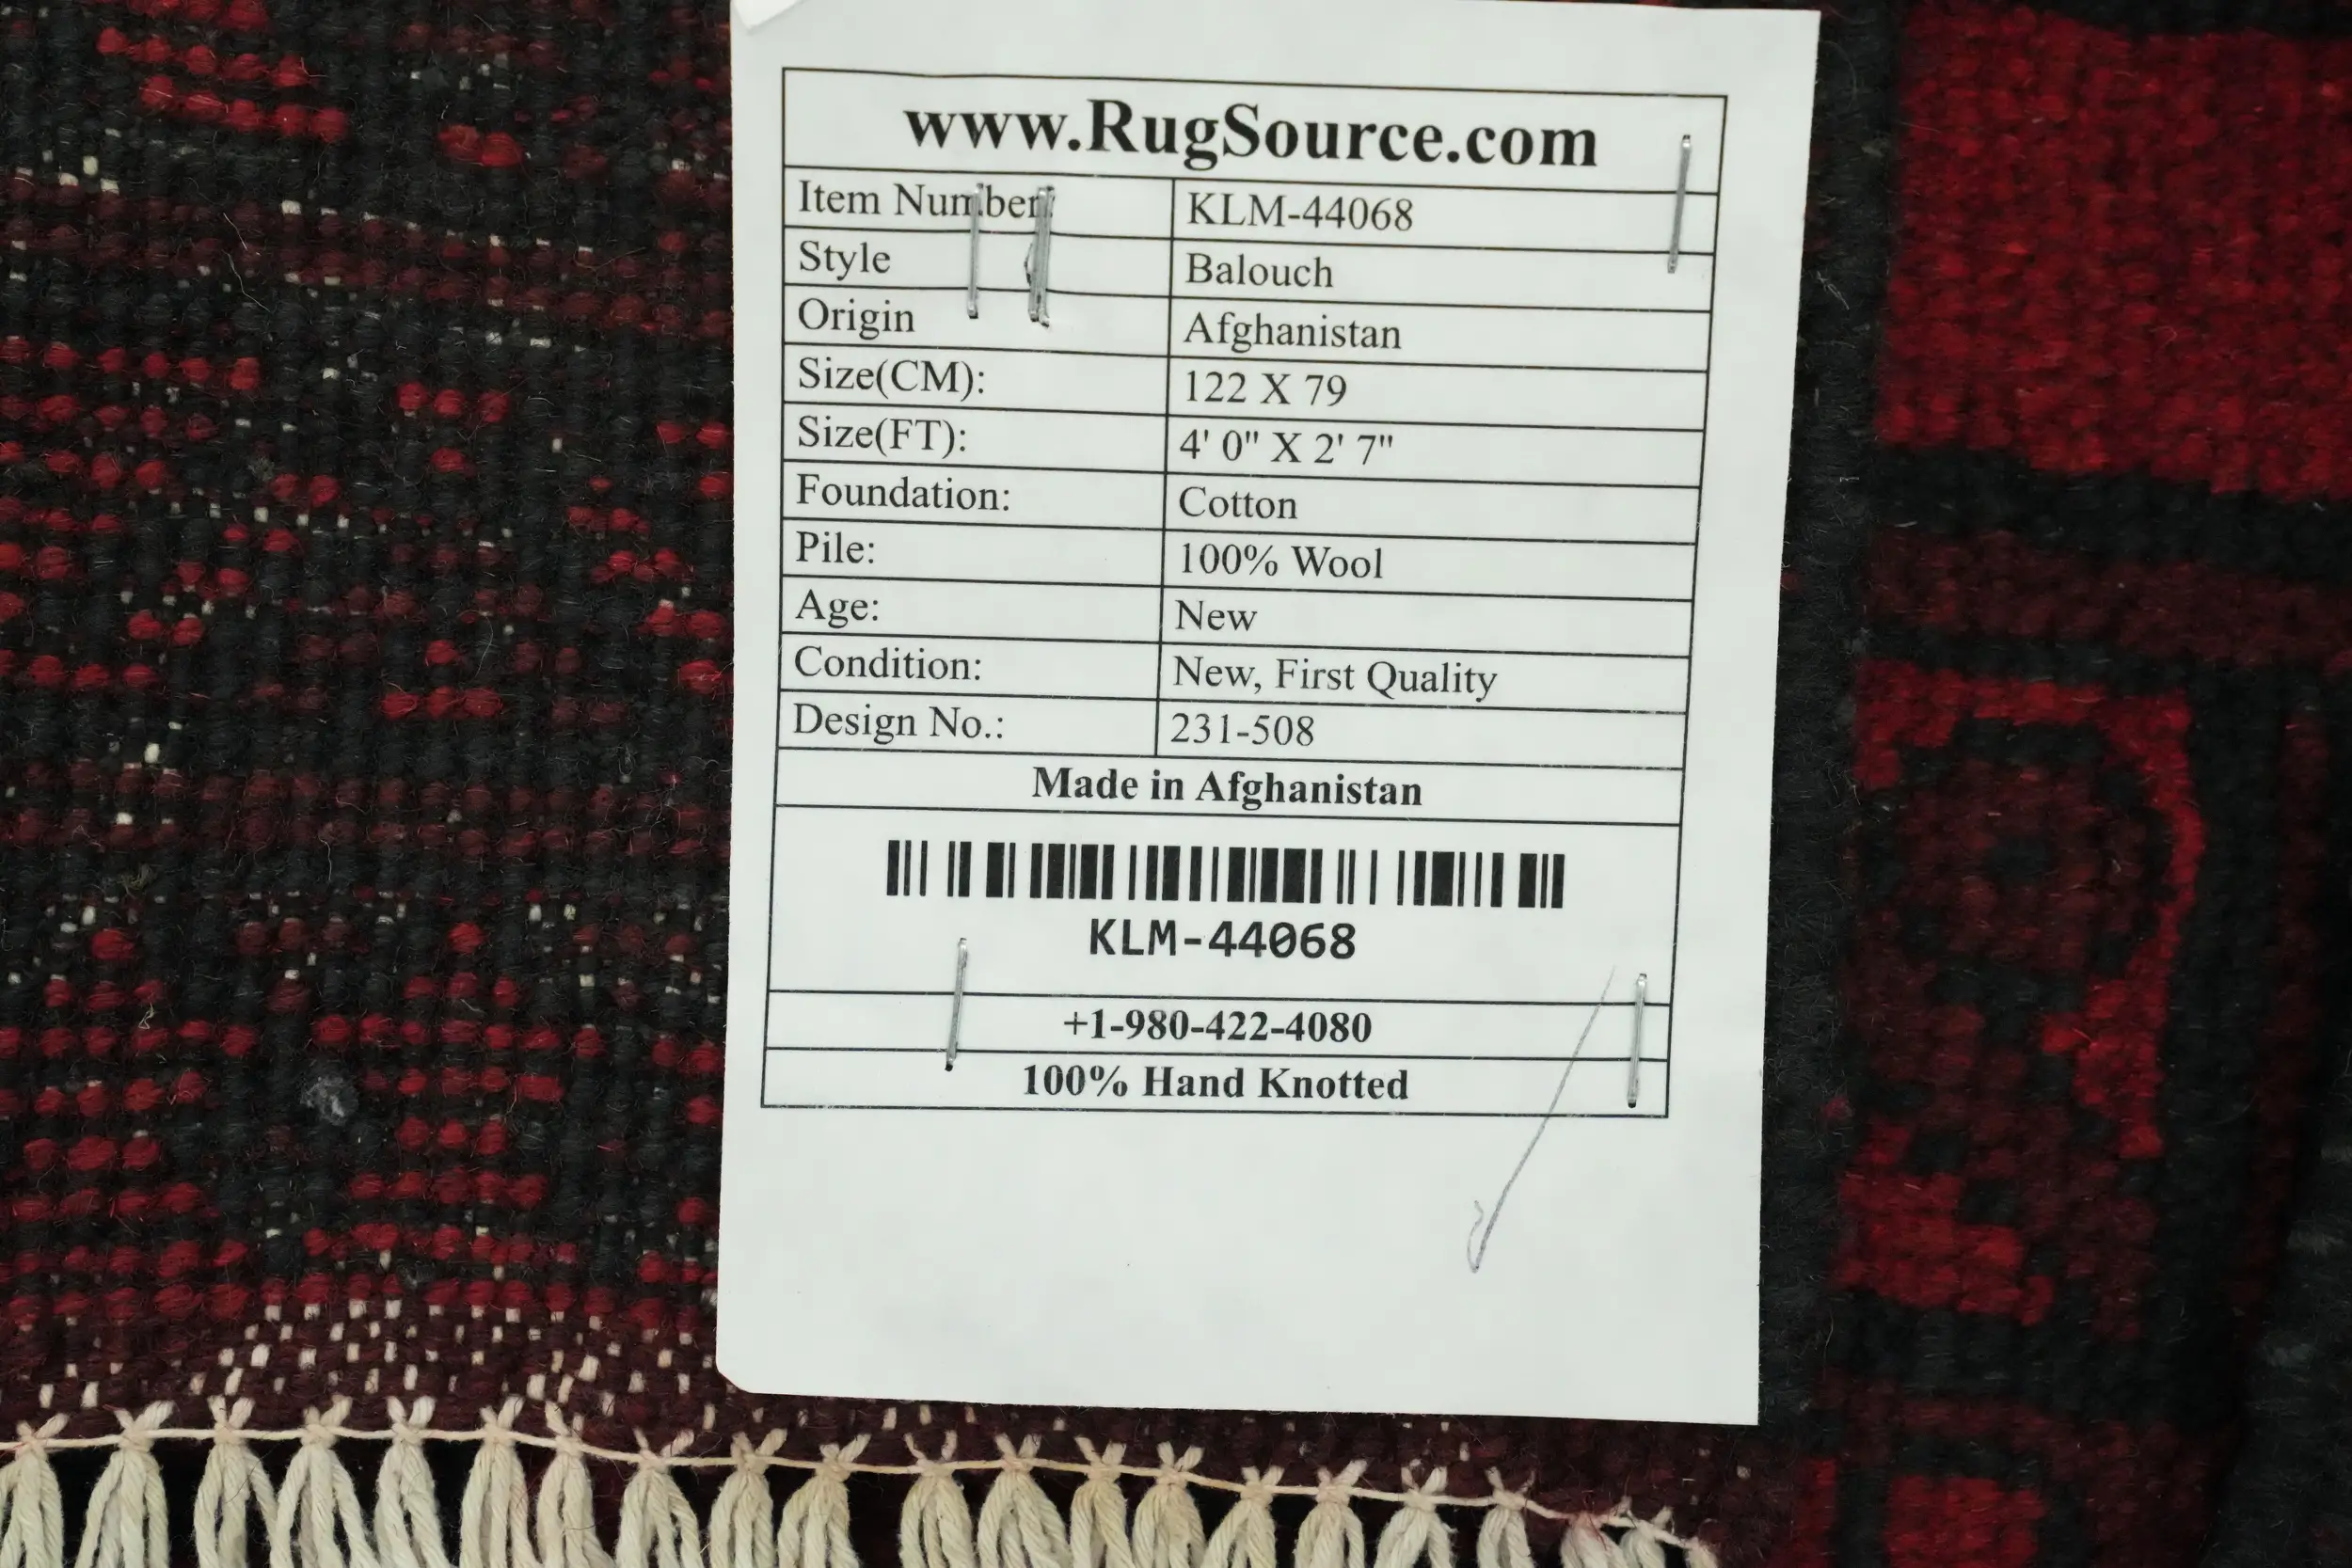 www.RugSource.com
Item Number: KLM-44068
Style Balouch
Origin Afghanistan
Size(CM): 122 X 79
Size(FT): 4' 0" X 2' 7"
Foundation: Cotton
Pile: 100% Wool
Age: New
Condition: New, First Quality
Design No.: 231-508
Made in Afghanistan
KLM-44068
+1-980-422-4080
100% Hand Knotted